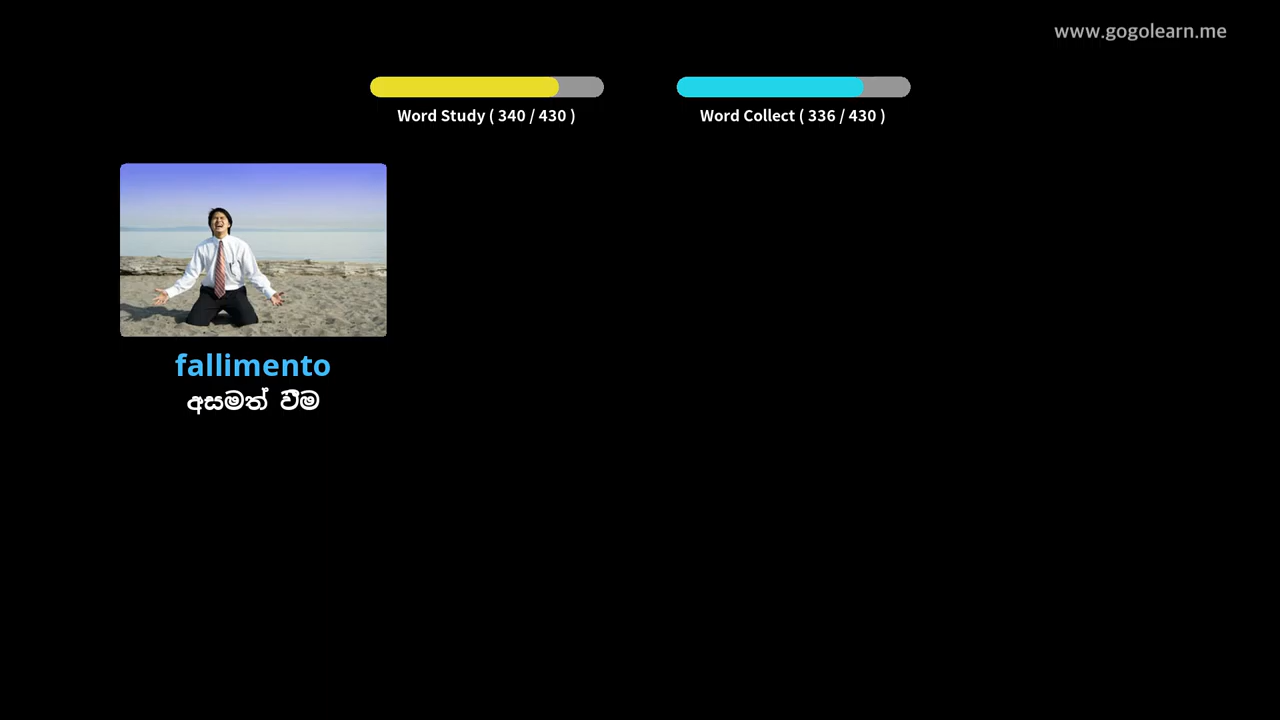 www.gogolearn.me
Word Study ( 340 / 430 )
Word Collect ( 336 / 430 )
fallimento
අසමත් වීම